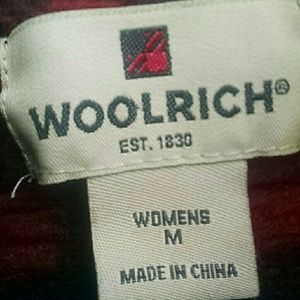 WOOLRICH®
EST. 1830
WOMENS
M
MADE IN CHINA